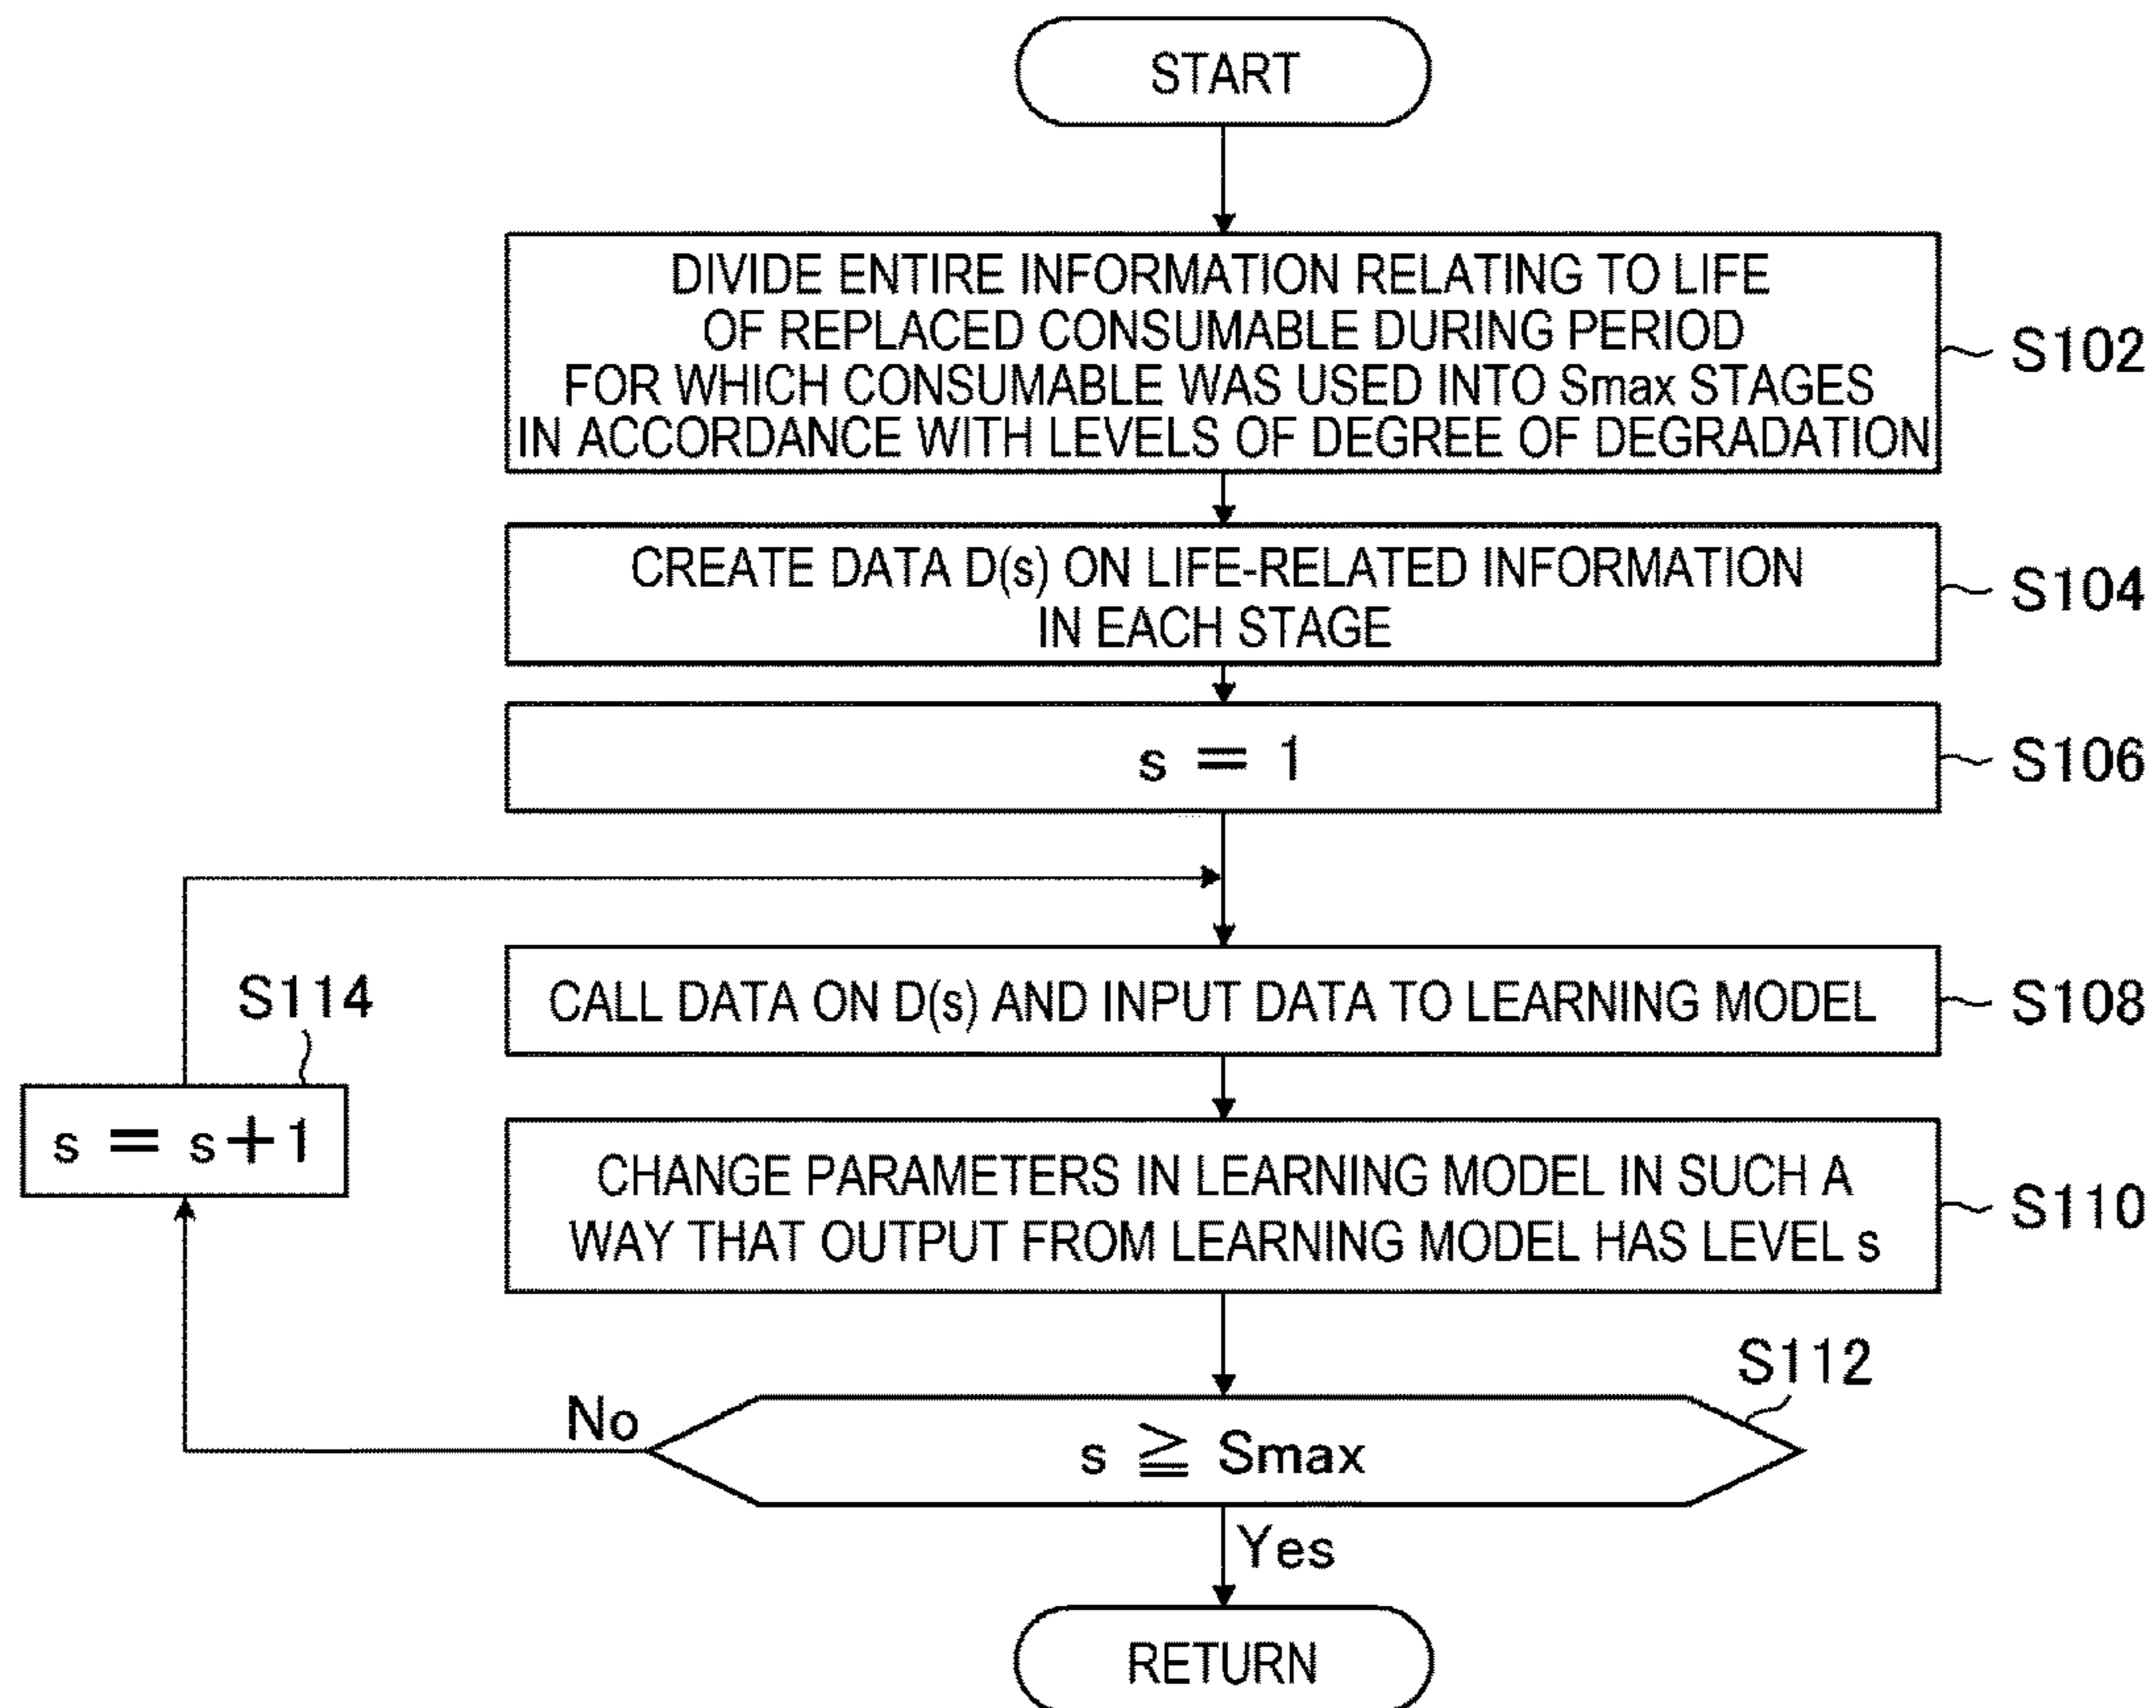 START
DIVIDE ENTIRE INFORMATION RELATING TO LIFE
OF REPLACED CONSUMABLE DURING PERIOD
FOR WHICH CONSUMABLE WAS USED INTO Smax STAGES
IN ACCORDANCE WITH LEVELS OF DEGREE OF DEGRADATION
S102
CREATE DATA D(s) ON LIFE-RELATED INFORMATION
IN EACH STAGE
S104
s = 1
S106
CALL DATA ON D(s) AND INPUT DATA TO LEARNING MODEL
S108
S114
s = s+1
CHANGE PARAMETERS IN LEARNING MODEL IN SUCH A
WAY THAT OUTPUT FROM LEARNING MODEL HAS LEVEL s
S110
S112
No
s ≧ Smax
Yes
RETURN